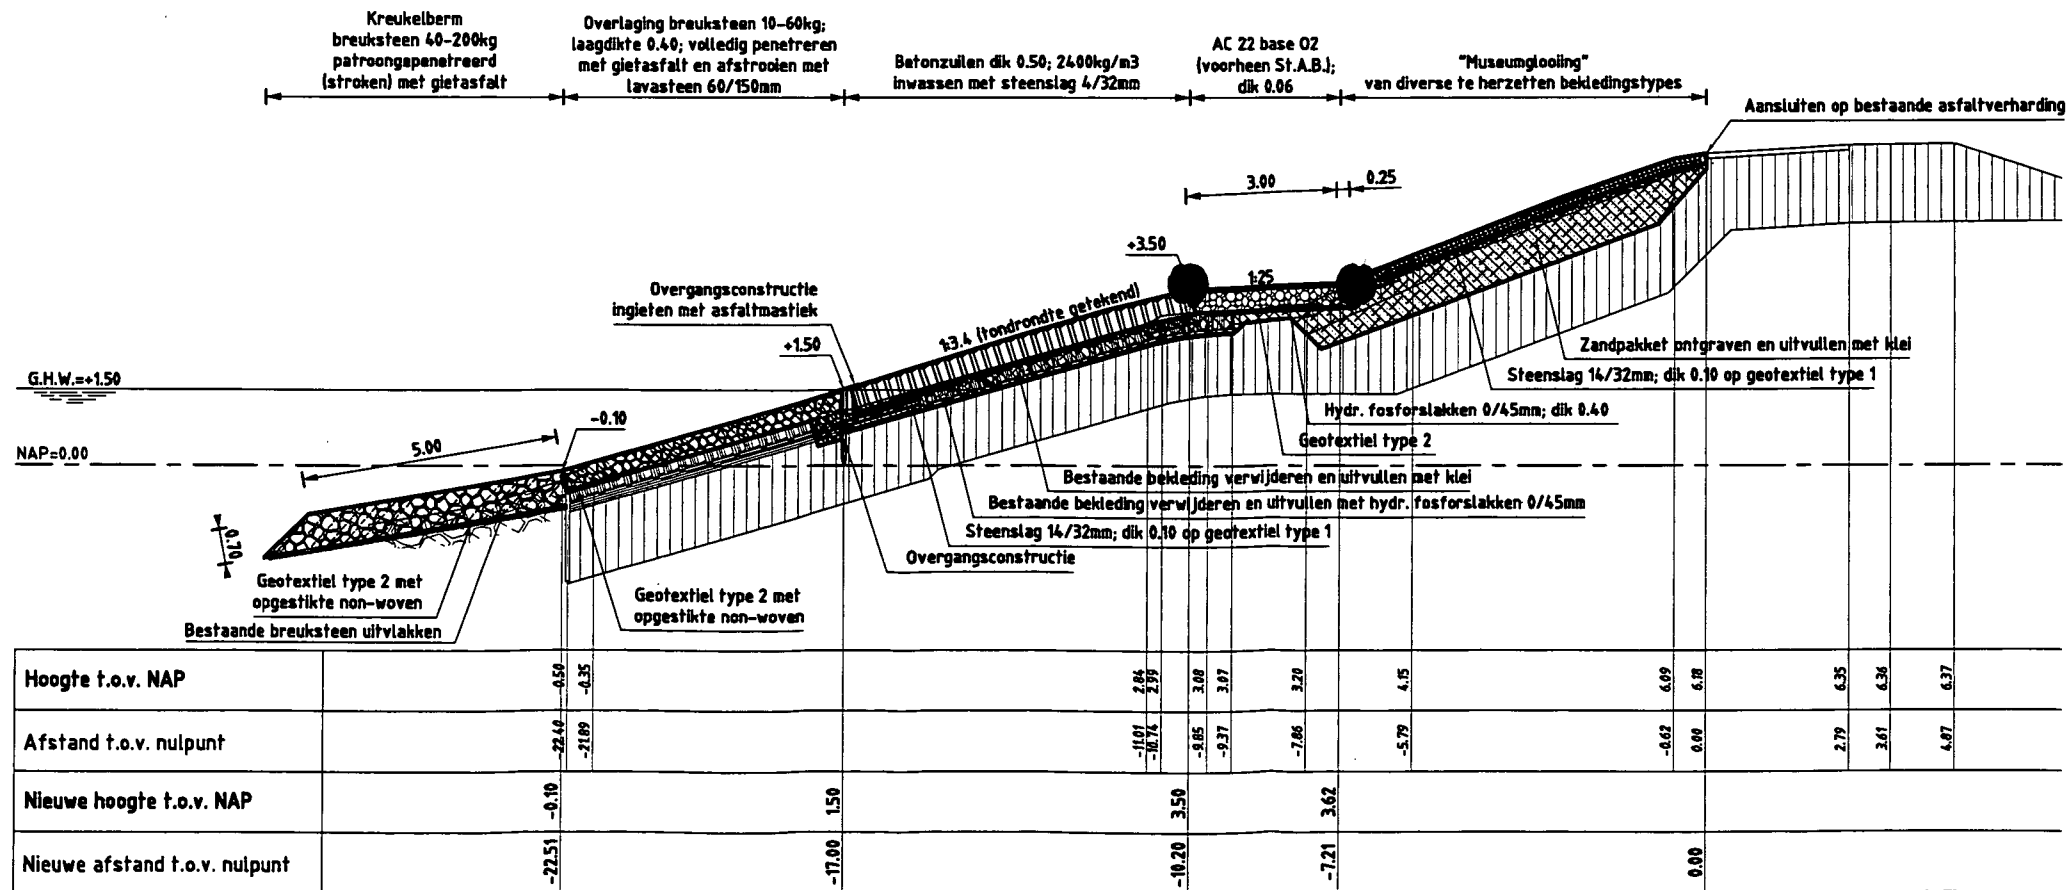 Kreukelberm
breuksteen 40-200kg
patroongepenetreerd
(stroken) met gietasfalt
Overlaging breuksteen 10-60kg;
laagdikte 0.40; volledig penetreren
met gietasfalt en afstrooien met
lavasteen 60/150mm
Betonzuilen dik 0.50; 2400kg/m3
inwassen met steenslag 4/32mm
AC 22 base O2
(voorheen St.A.B.);
dik 0.06
"Museumglooiing"
van diverse te herzetten bekledingstypes
Aansluiten op bestaande asfaltverharding
3.00
0.25
+3.50
1:25
Overgangsconstructie
ingieten met asfaltmastiek
1:3.4 (tondrondte getekend)
+1.50
Zandpakket ontgraven en uitvullen met klei
G.H.W.=+1.50
Steenslag 14/32mm; dik 0.10 op geotextiel type 1
-0.10
Hydr. fosforslakken 0/45mm; dik 0.40
5.00
Geotextiel type 2
NAP=0.00
Bestaande bekleding verwijderen en uitvullen met klei
Bestaande bekleding verwijderen en uitvullen met hydr. fosforslakken 0/45mm
Steenslag 14/32mm; dik 0.10 op geotextiel type 1
0.70
Overgangsconstructie
Geotextiel type 2 met
opgestikte non-woven
Geotextiel type 2 met
opgestikte non-woven
Bestaande breuksteen uitvlakken
Hoogte t.o.v. NAP -0.50 -0.35 2.84 2.99 3.08 3.07 3.20 4.15 6.09 6.18 6.35 6.36 6.37
Afstand t.o.v. nulpunt -22.40 -21.89 -11.01 -10.74 -9.85 -9.37 -7.86 -5.79 -0.62 0.00 2.79 3.61 4.87
Nieuwe hoogte t.o.v. NAP -0.10 1.50 3.50 3.62
Nieuwe afstand t.o.v. nulpunt -22.51 -17.00 -10.20 -7.21 0.00